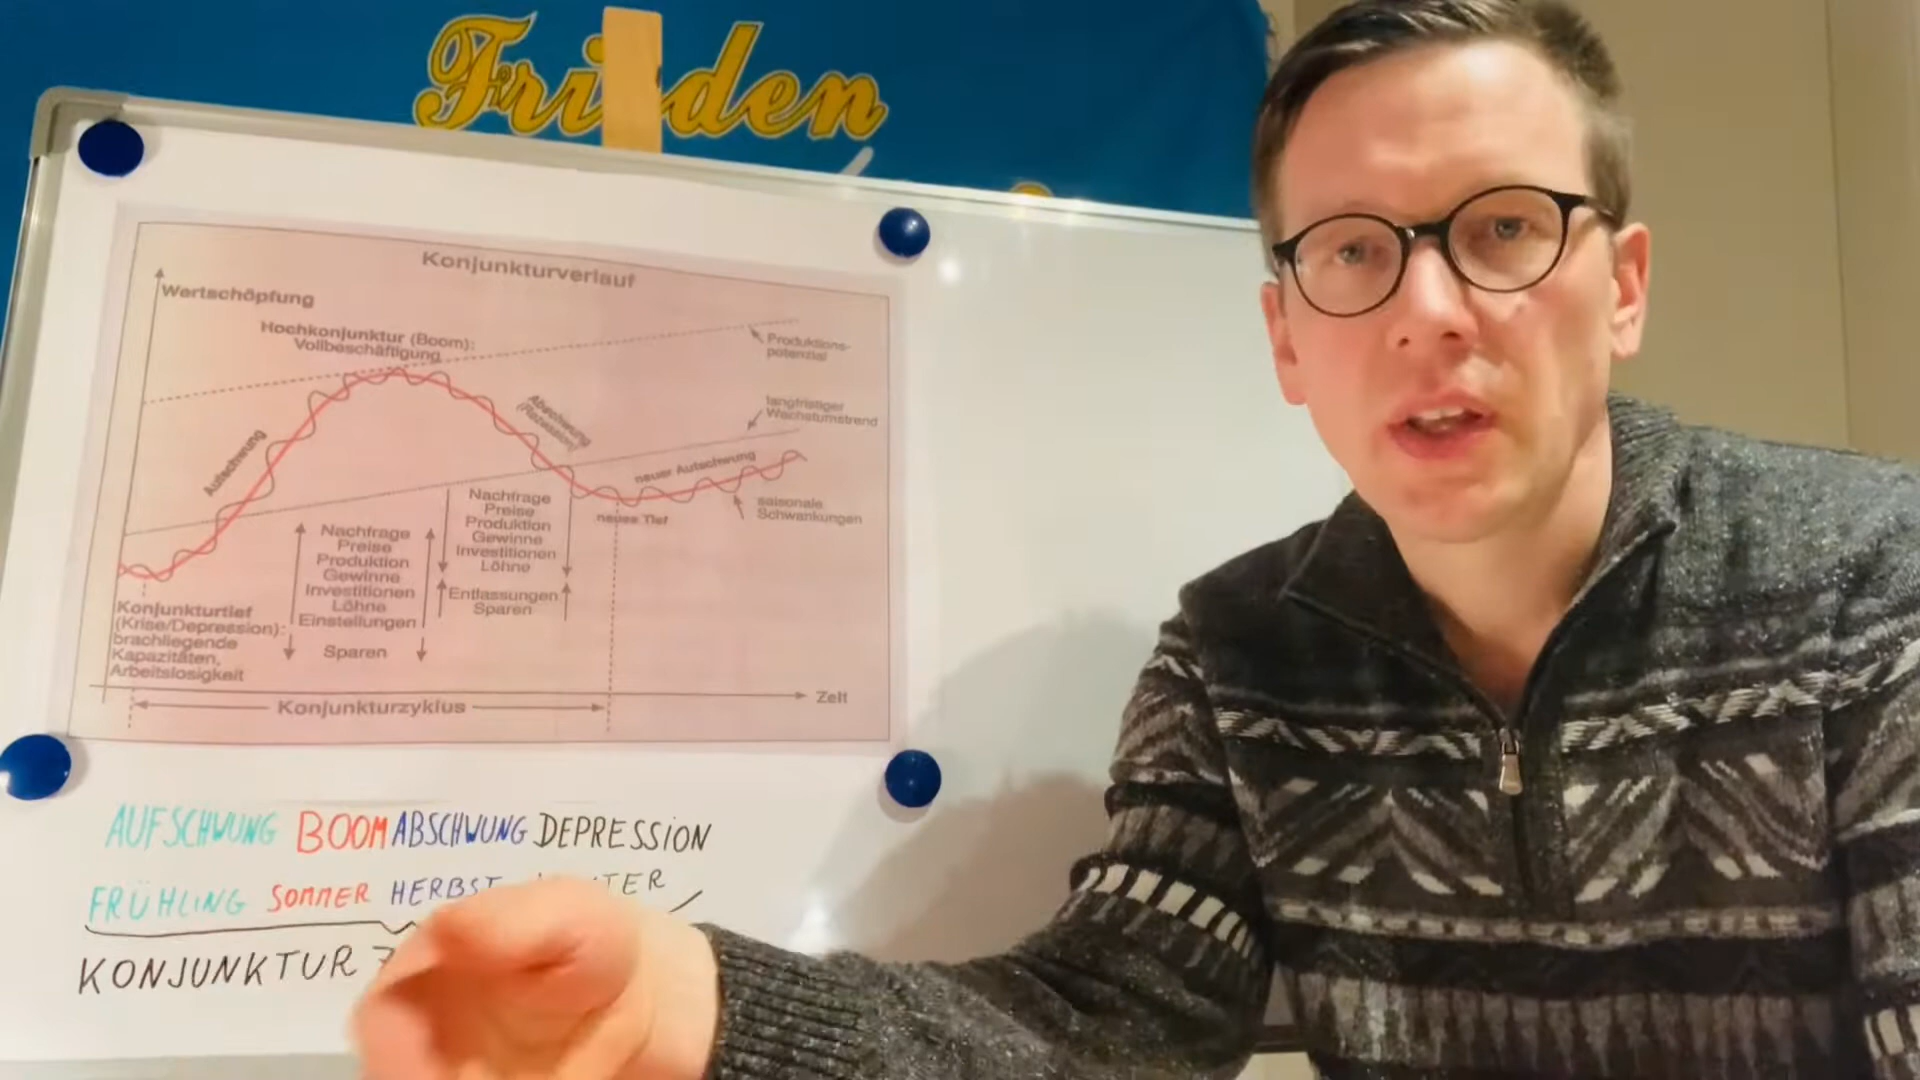 Frieden
Konjunkturverlauf
Wertschöpfung
Hochkonjunktur (Boom):
Vollbeschäftigung
Produktions-
potenzial
langfristiger
Wachstumstrend
Aufschwung
Abschwung
(Rezession)
neuer Aufschwung
saisonale
Schwankungen
neues Tief
Nachfrage
Preise
Produktion
Gewinne
Investitionen
Löhne
Entlassungen
Sparen
Nachfrage
Preise
Produktion
Gewinne
Investitionen
Löhne
Einstellungen
Sparen
Konjunkturtief
(Krise/Depression):
brachliegende
Kapazitäten,
Arbeitslosigkeit
Zeit
Konjunkturzyklus
AUFSCHWUNG BOOM ABSCHWUNG DEPRESSION
FRÜHLING SOMMER HERBST
KONJUNKTUR